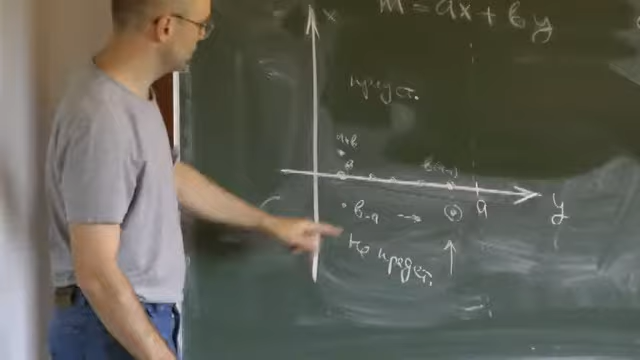 m = ax + by
x
предст.
a+b
b
b(a-1)
a
y
b-a →
не предст.